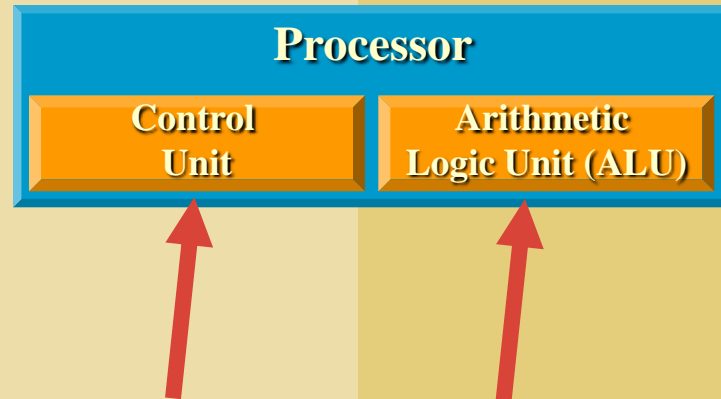 Processor
Control
Unit
Arithmetic
Logic Unit (ALU)